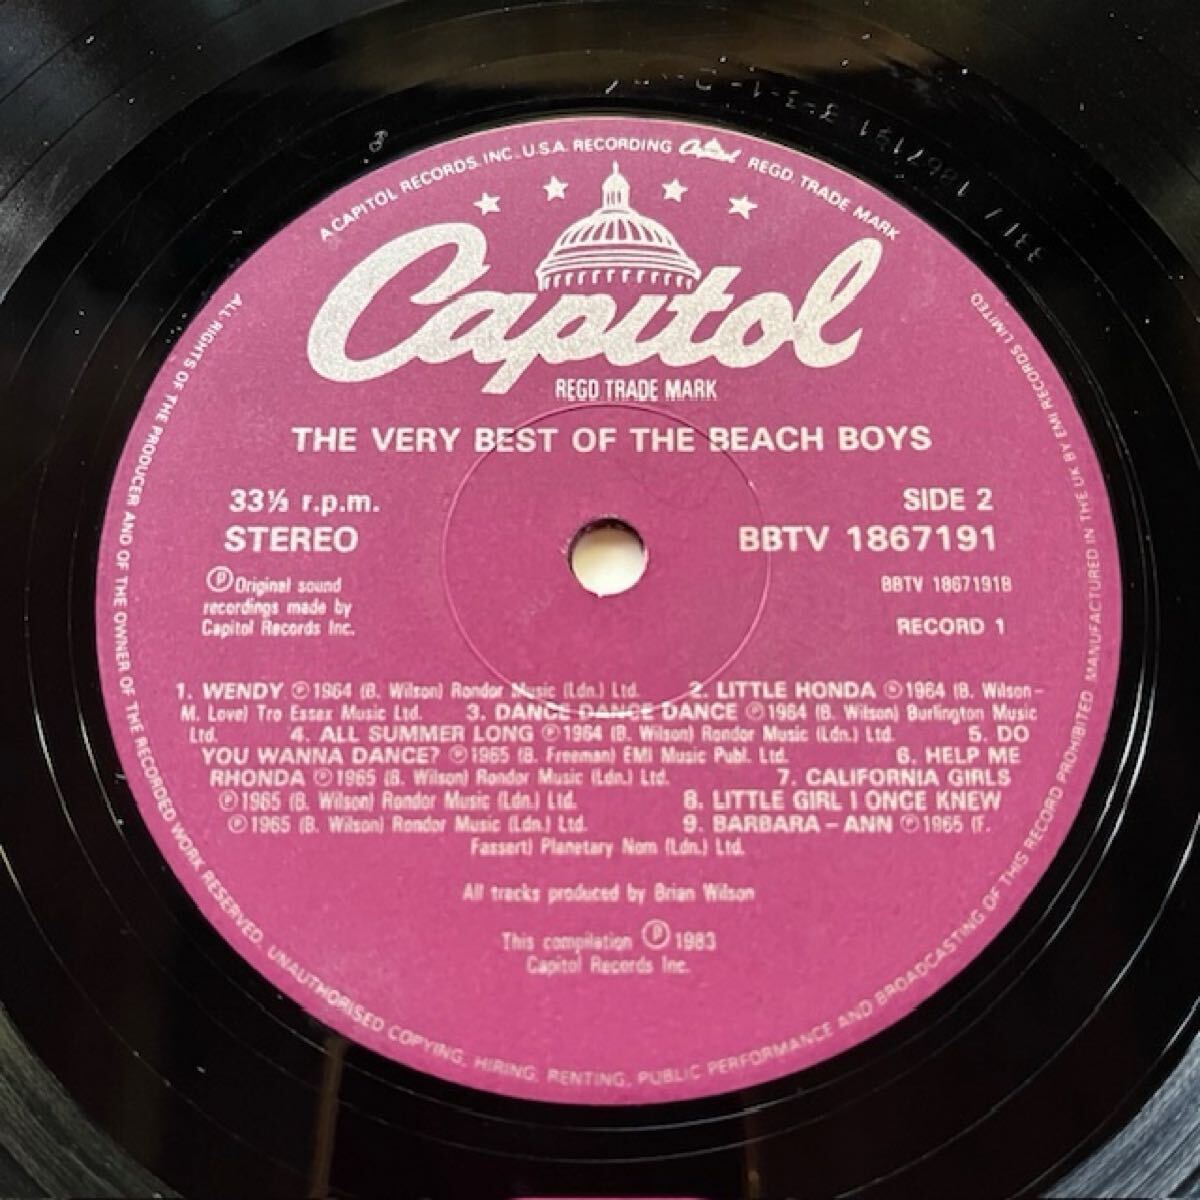 A CAPITOL RECORDS. INC. U.S.A. RECORDING Capitol REGD. TRADE MARK
Capitol
REGD TRADE MARK
THE VERY BEST OF THE BEACH BOYS
33⅓ r.p.m.
STEREO
Ⓟ Original sound
recordings made by
Capitol Records Inc.
SIDE 2
BBTV 1867191
BBTV 1867191B
RECORD 1
1. WENDY Ⓟ 1964 (B. Wilson) Rondor Music (Ldn.) Ltd. 2. LITTLE HONDA Ⓟ 1964 (B. Wilson-
M. Love) Tro Essex Music Ltd. 3. DANCE DANCE DANCE Ⓟ 1964 (B. Wilson) Burlington Music
Ltd. 4. ALL SUMMER LONG Ⓟ 1964 (B. Wilson) Rondor Music (Ldn.) Ltd. 5. DO
YOU WANNA DANCE? Ⓟ 1965 (B. Freeman) EMI Music Publ. Ltd. 6. HELP ME
RHONDA Ⓟ 1965 (B. Wilson) Rondor Music (Ldn.) Ltd. 7. CALIFORNIA GIRLS
Ⓟ 1965 (B. Wilson) Rondor Music (Ldn.) Ltd. 8. LITTLE GIRL I ONCE KNEW
Ⓟ 1965 (B. Wilson) Rondor Music (Ldn.) Ltd. 9. BARBARA - ANN Ⓟ 1965 (F.
Fassert) Planetary Nom (Ldn.) Ltd.
All tracks produced by Brian Wilson
This compilation Ⓟ 1983
Capitol Records Inc.
ALL RIGHTS OF THE PRODUCER AND OF THE OWNER OF THE RECORDED WORK RESERVED. UNAUTHORISED COPYING, HIRING, RENTING, PUBLIC PERFORMANCE AND BROADCASTING OF THIS RECORD PROHIBITED. MANUFACTURED IN THE UK BY EMI RECORDS LIMITED.